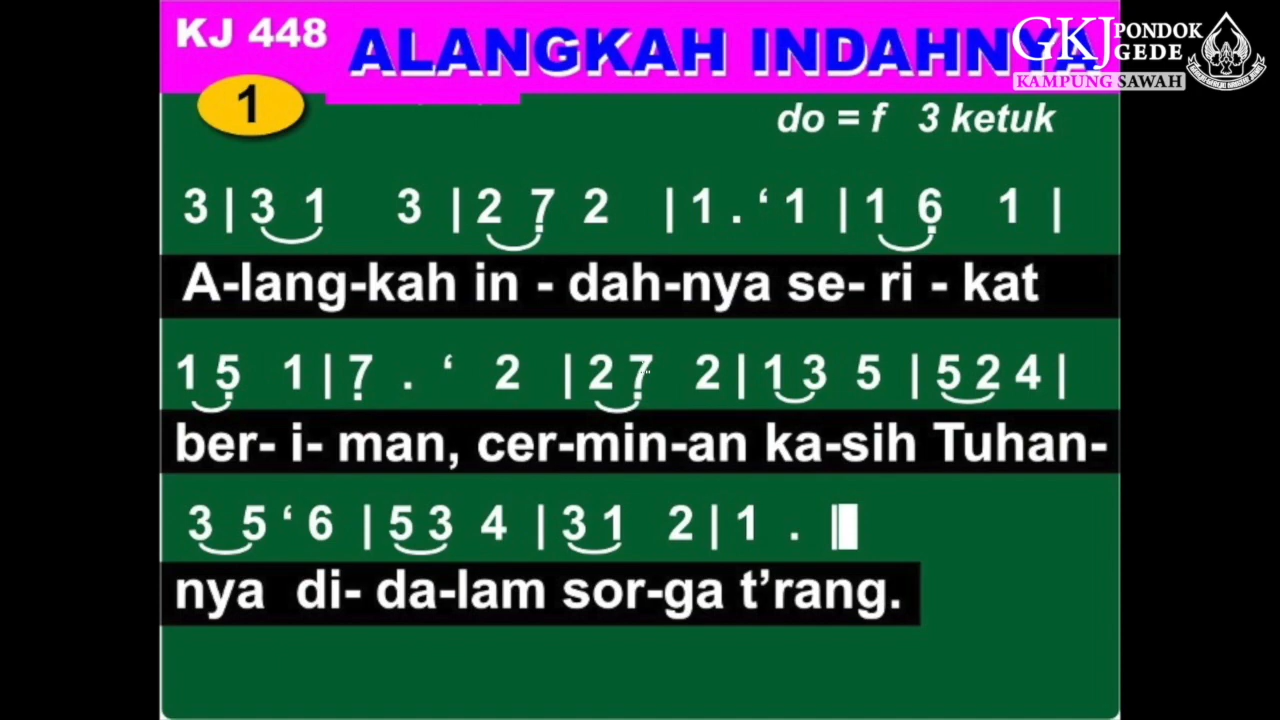 KJ 448
ALANGKAH INDAHNYA
GKJ PONDOK GEDE
KAMPUNG SAWAH
1
do = f 3 ketuk
3 | 3 1 3 | 2 7̣ 2 | 1 . ‘ 1 | 1 6̣ 1 |
A-lang-kah in - dah-nya se- ri - kat
1 5̣ 1 | 7̣ . ‘ 2 | 2 7̣ 2 | 1 3 5 | 5 2 4 |
ber- i- man, cer-min-an ka-sih Tuhan-
3 5 ‘ 6 | 5 3 4 | 3 1 2 | 1 . ||
nya di- da-lam sor-ga t’rang.